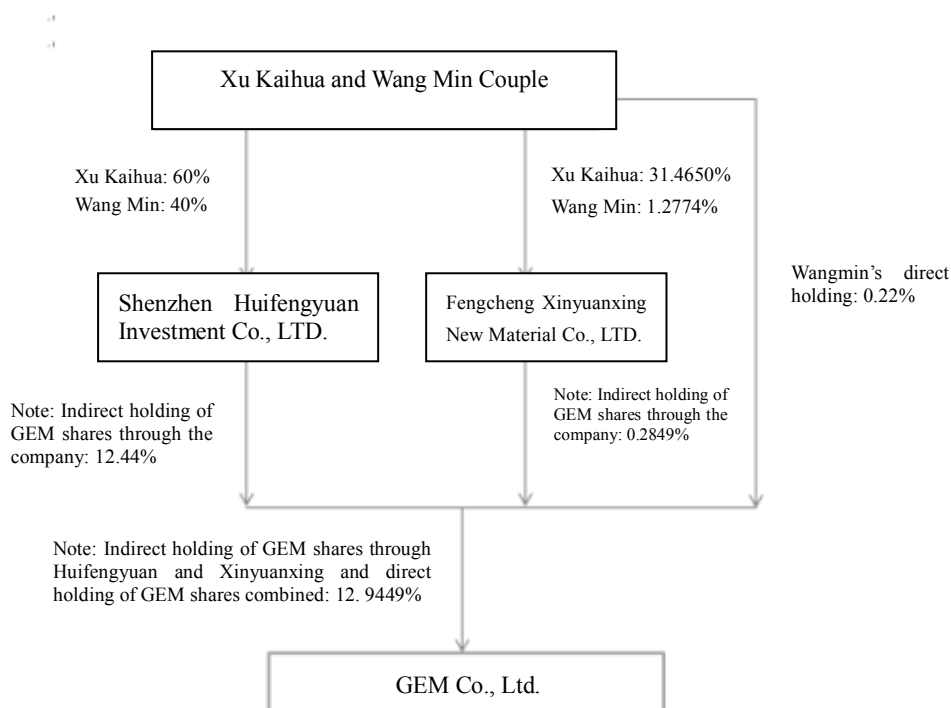 Xu Kaihua and Wang Min Couple
Xu Kaihua: 60%
Wang Min: 40%
Xu Kaihua: 31.4650%
Wang Min: 1.2774%
Wangmin’s direct
holding: 0.22%
Shenzhen Huifengyuan
Investment Co., LTD.
Fengcheng Xinyuanxing
New Material Co., LTD.
Note: Indirect holding of
GEM shares through the
company: 12.44%
Note: Indirect holding of
GEM shares through the
company: 0.2849%
Note: Indirect holding of GEM shares through
Huifengyuan and Xinyuanxing and direct
holding of GEM shares combined: 12. 9449%
GEM Co., Ltd.